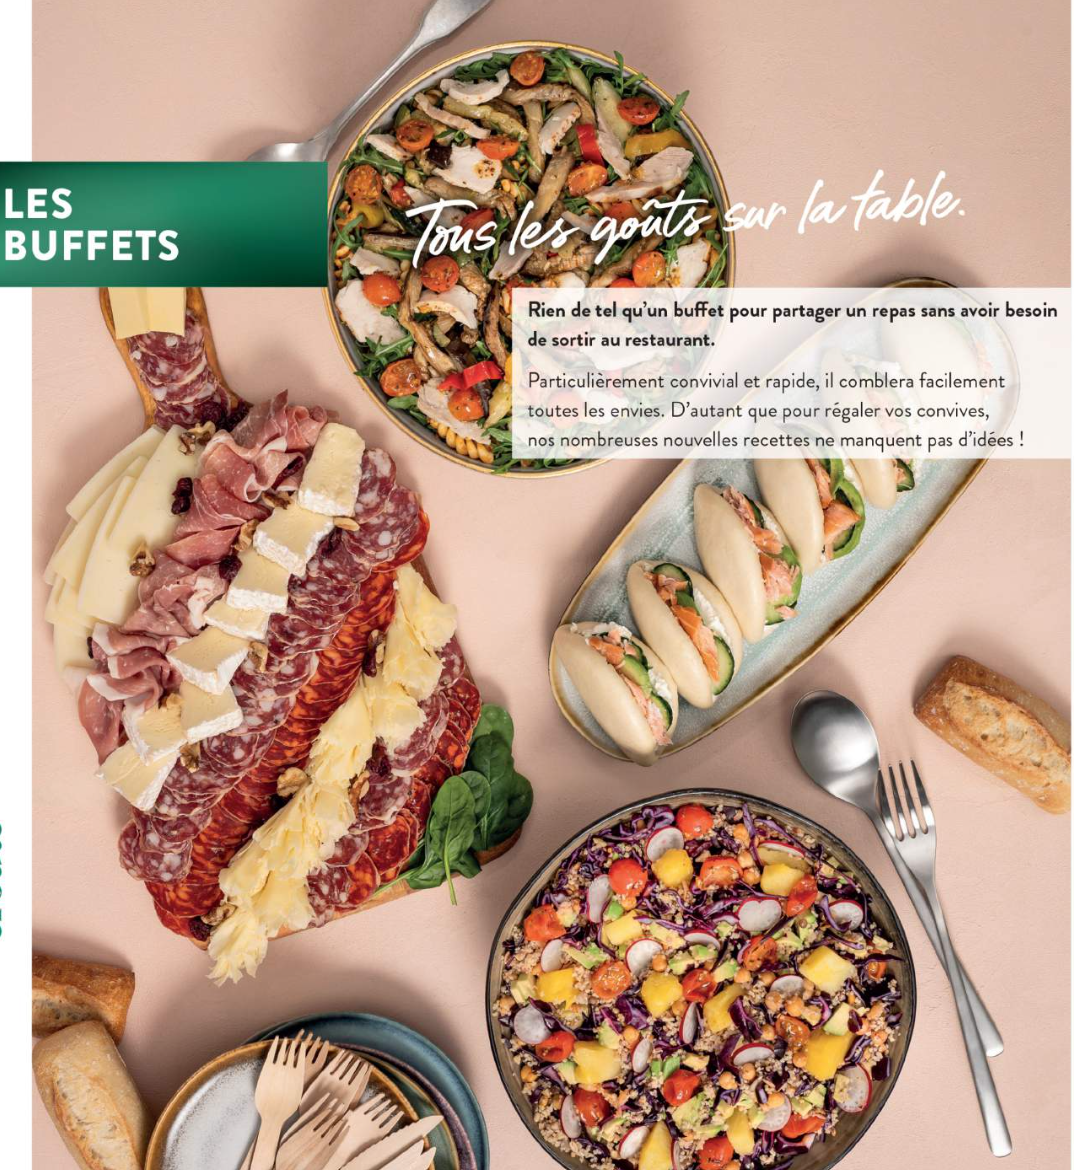 LES
BUFFETS
Tous les goûts sur la table.
Rien de tel qu'un buffet pour partager un repas sans avoir besoin
de sortir au restaurant.
Particulièrement convivial et rapide, il comblera facilement
toutes les envies. D'autant que pour régaler vos convives,
nos nombreuses nouvelles recettes ne manquent pas d'idées !